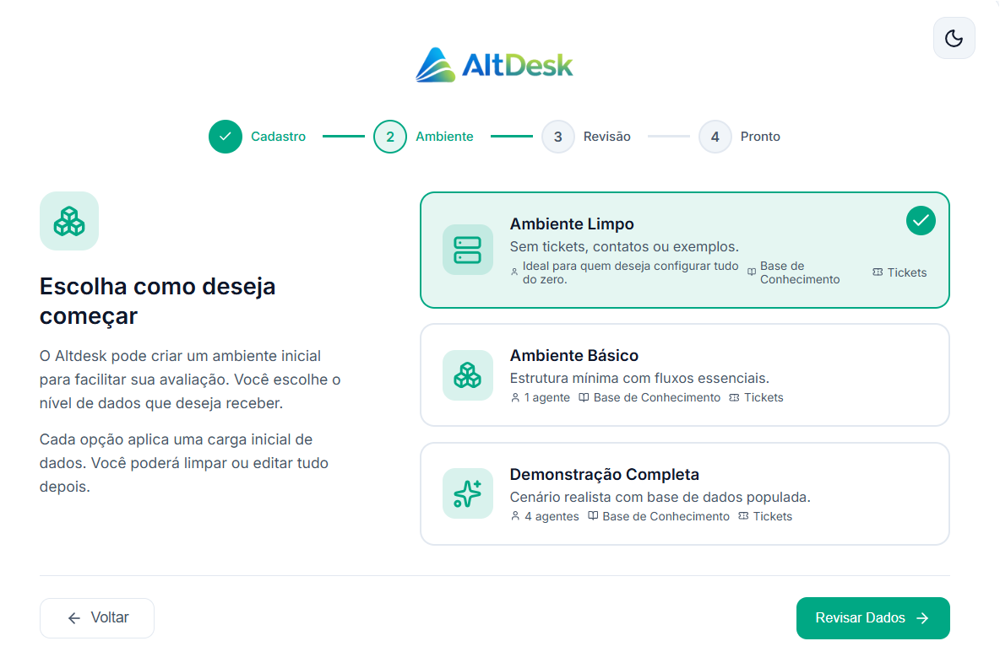 AltDesk
Cadastro
2
Ambiente
3
Revisão
4
Pronto
Escolha como deseja
começar
O Altdesk pode criar um ambiente inicial
para facilitar sua avaliação. Você escolhe o
nível de dados que deseja receber.
Cada opção aplica uma carga inicial de
dados. Você poderá limpar ou editar tudo
depois.
Ambiente Limpo
Sem tickets, contatos ou exemplos.
Ideal para quem deseja configurar tudo
do zero.
Base de
Conhecimento
Tickets
Ambiente Básico
Estrutura mínima com fluxos essenciais.
1 agente Base de Conhecimento Tickets
Demonstração Completa
Cenário realista com base de dados populada.
4 agentes Base de Conhecimento Tickets
Voltar
Revisar Dados